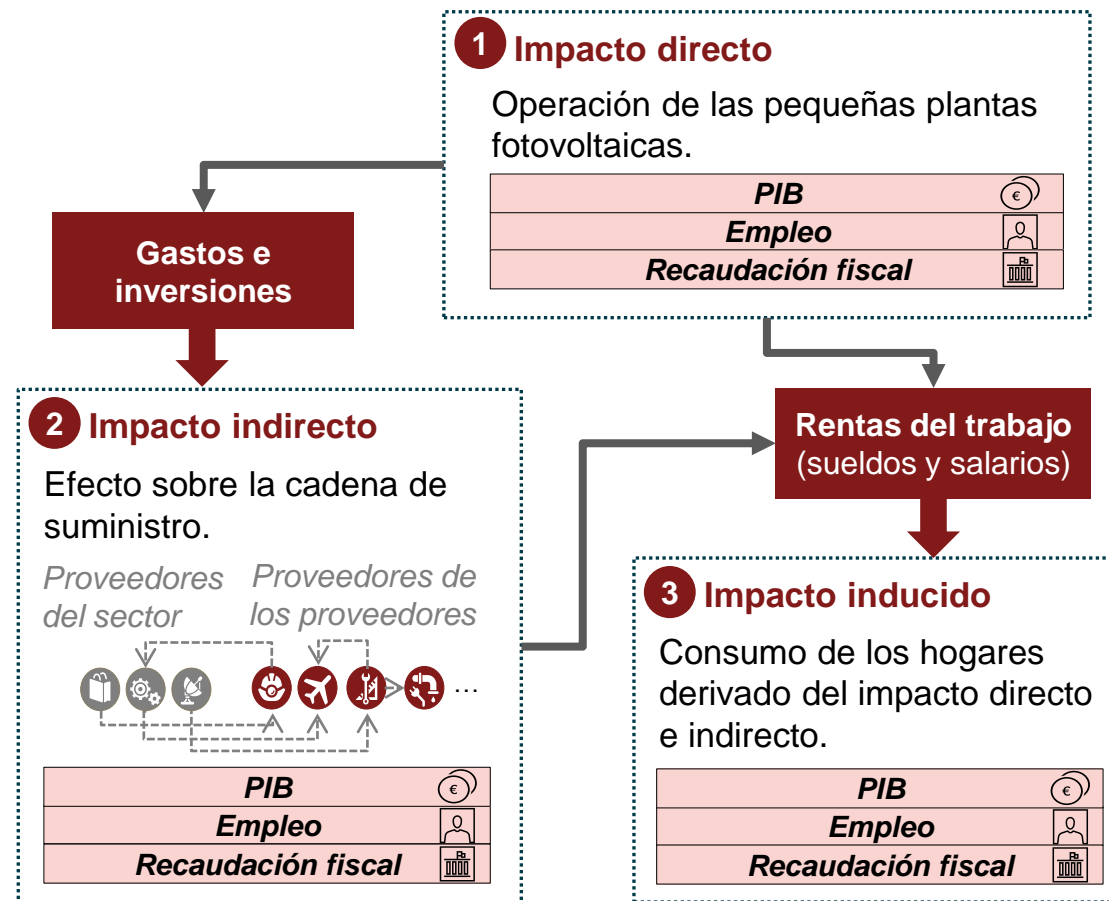 1 Impacto directo
Operación de las pequeñas plantas
fotovoltaicas.
PIB €
Empleo
Recaudación fiscal
Gastos e
inversiones
2 Impacto indirecto
Efecto sobre la cadena de
suministro.
Proveedores
del sector
Proveedores de
los proveedores
...
PIB €
Empleo
Recaudación fiscal
Rentas del trabajo
(sueldos y salarios)
3 Impacto inducido
Consumo de los hogares
derivado del impacto directo
e indirecto.
PIB €
Empleo
Recaudación fiscal